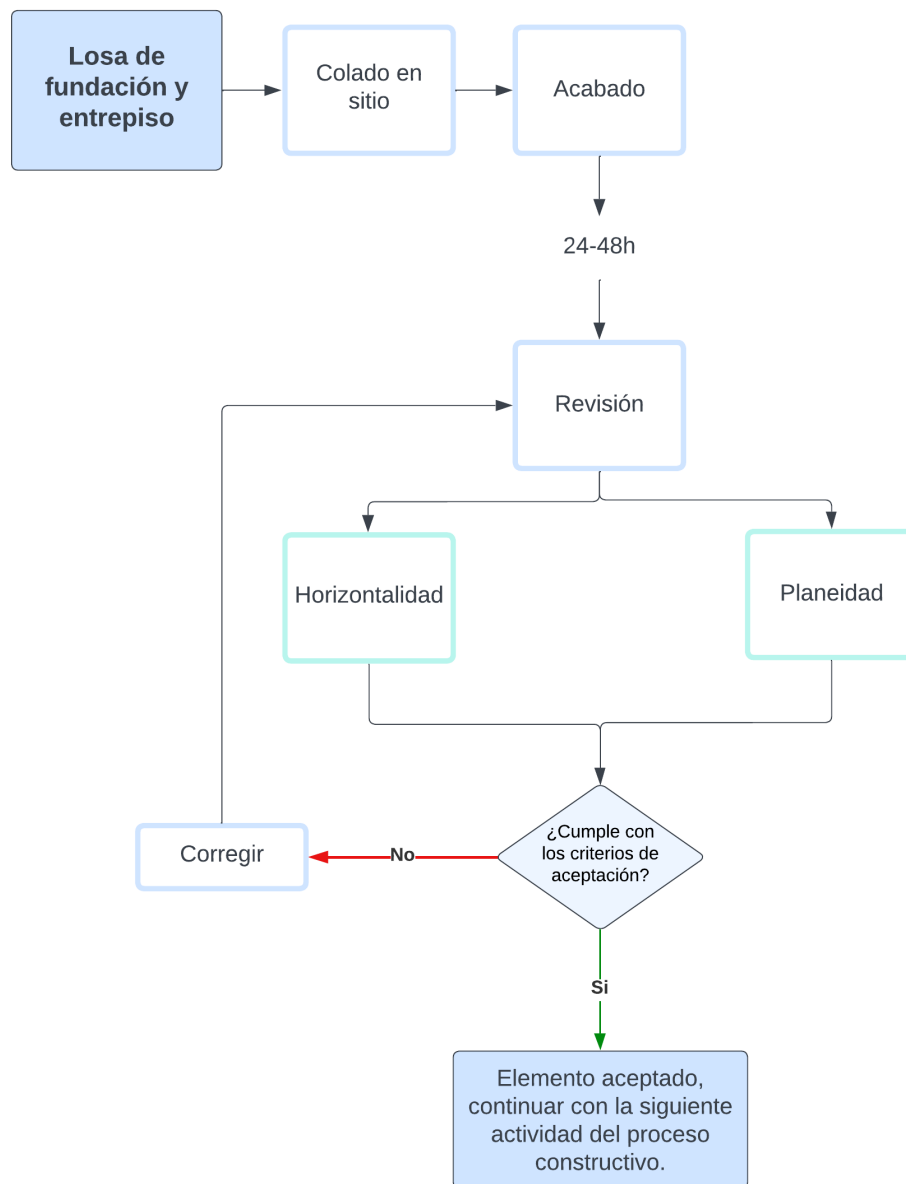 Losa de
fundación y
entrepiso
Colado en
sitio
Acabado
24-48h
Revisión
Horizontalidad
Planeidad
¿Cumple con
los criterios de
aceptación?
No
Corregir
Si
Elemento aceptado,
continuar con la siguiente
actividad del proceso
constructivo.